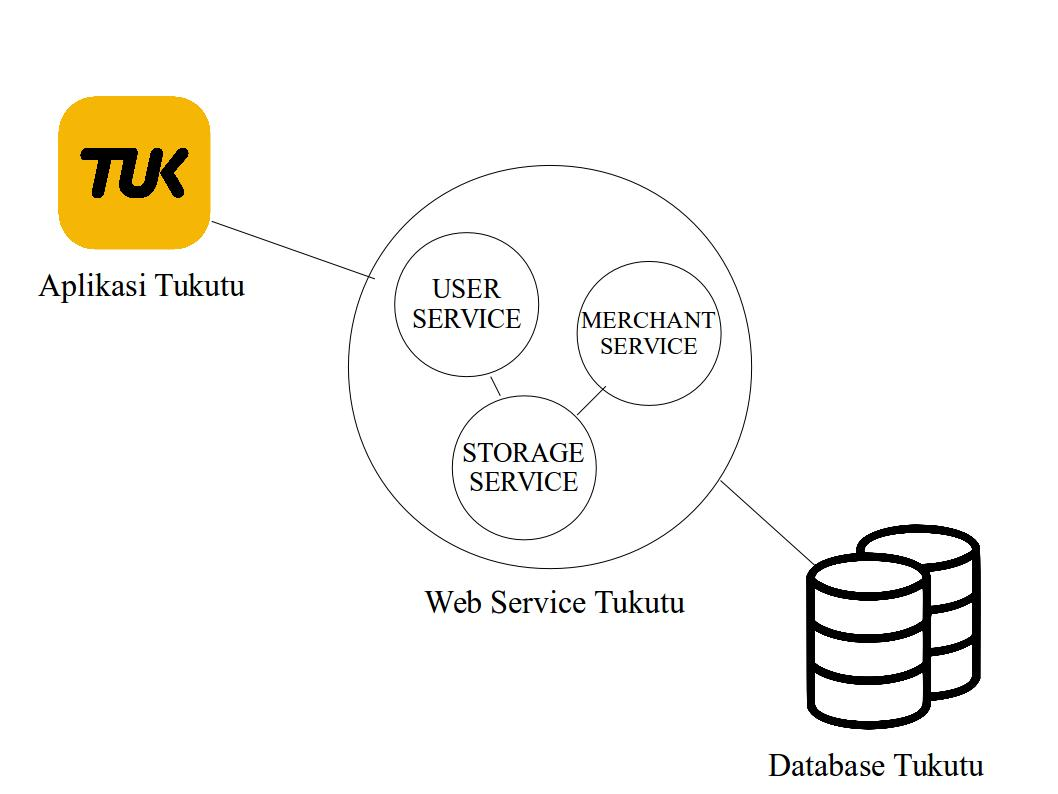 TUK
Aplikasi Tukutu
USER
SERVICE
MERCHANT
SERVICE
STORAGE
SERVICE
Web Service Tukutu
Database Tukutu